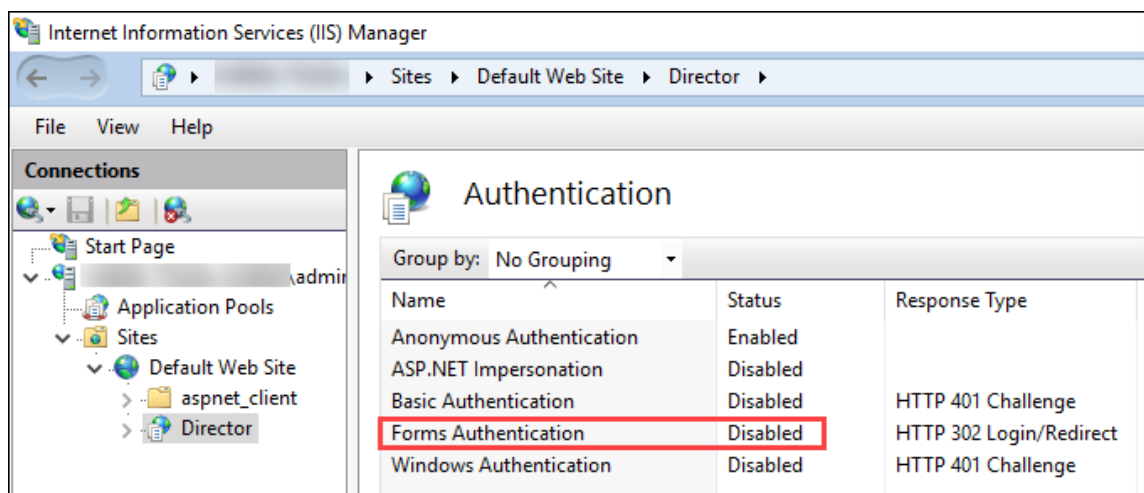 Internet Information Services (IIS) Manager
Sites Default Web Site Director
File View Help
Connections
Start Page
\admin
Application Pools
Sites
Default Web Site
aspnet_client
Director
Authentication
Group by: No Grouping
Name Status Response Type
Anonymous Authentication Enabled
ASP.NET Impersonation Disabled
Basic Authentication Disabled HTTP 401 Challenge
Forms Authentication Disabled HTTP 302 Login/Redirect
Windows Authentication Disabled HTTP 401 Challenge